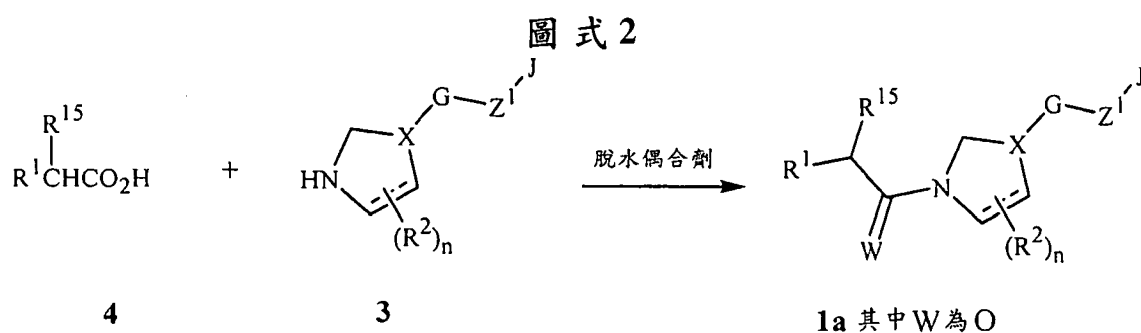 圖式2
R¹CHCO₂H
R¹⁵
+
HN
X
G
Z¹
J
(R²)ₙ
脫水偶合劑
R¹
R¹⁵
W
N
X
G
Z¹
J
(R²)ₙ
4
3
1a 其中W為O